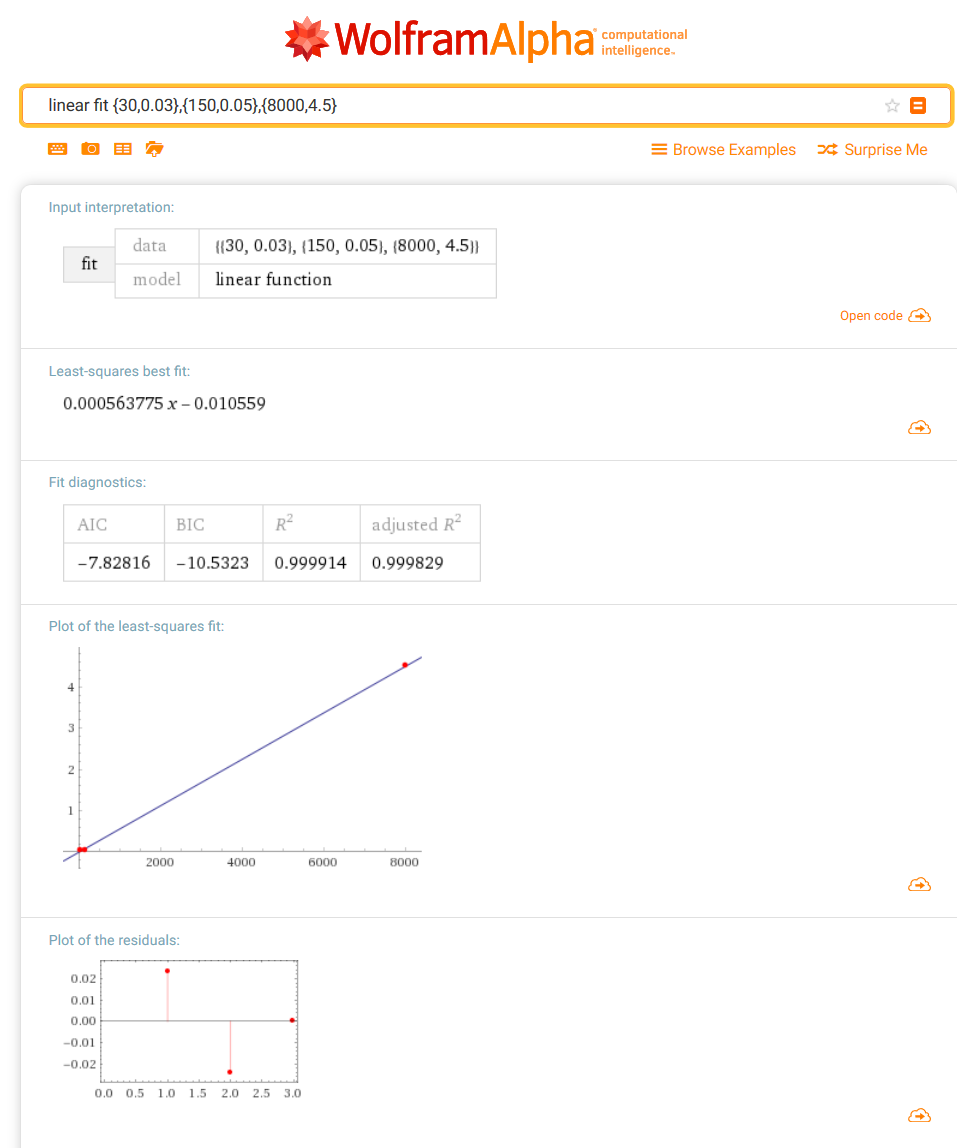 WolframAlpha computational intelligence™
linear fit {30,0.03},{150,0.05},{8000,4.5}
Browse Examples Surprise Me
Input interpretation:
fit
data {{30, 0.03}, {150, 0.05}, {8000, 4.5}}
model linear function
Open code
Least-squares best fit:
0.000563775 x – 0.010559
Fit diagnostics:
AIC BIC R² adjusted R²
−7.82816 −10.5323 0.999914 0.999829
Plot of the least-squares fit:
4
3
2
1
2000 4000 6000 8000
Plot of the residuals:
0.02
0.01
0.00
−0.01
−0.02
0.0 0.5 1.0 1.5 2.0 2.5 3.0